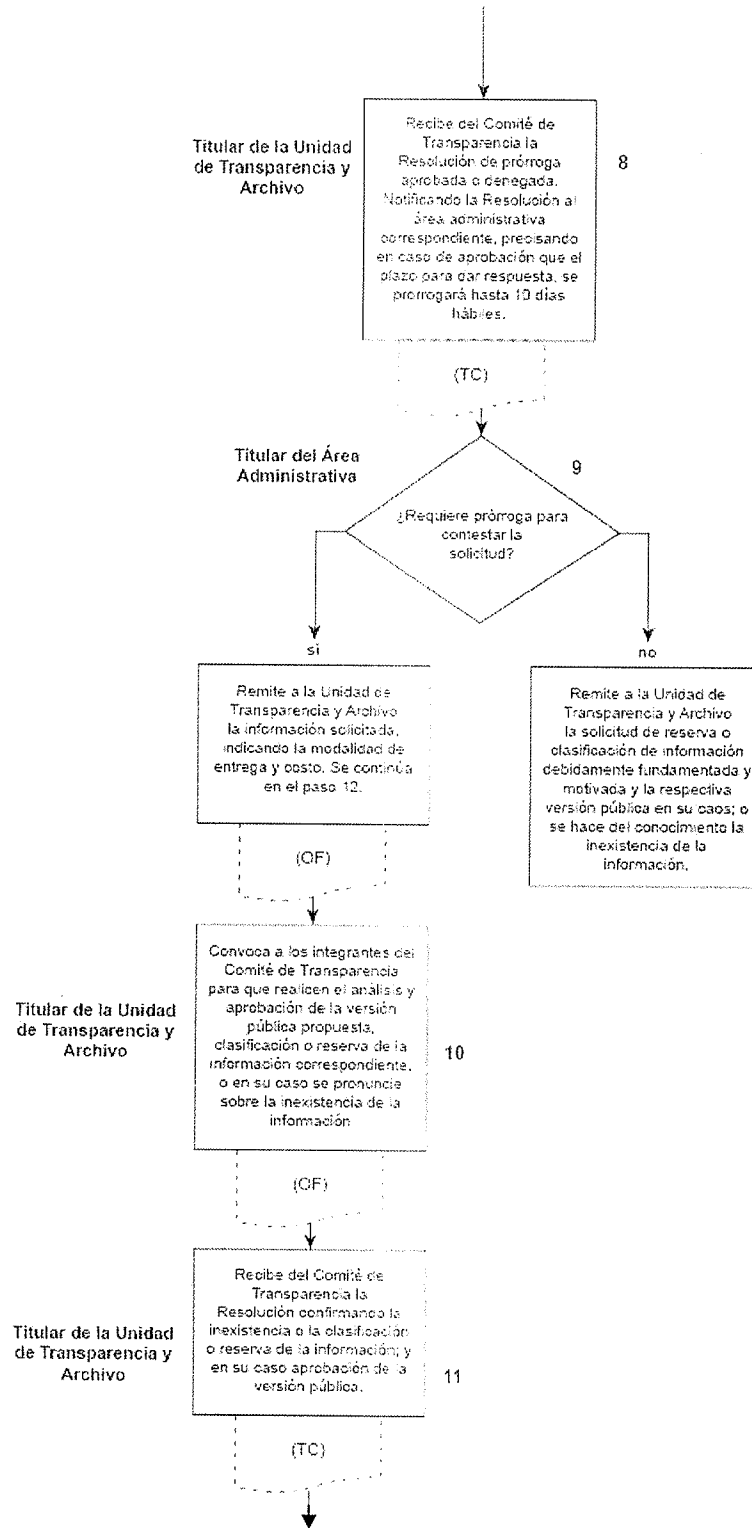 Titular de la Unidad
de Transparencia y
Archivo
Recibe del Comité de
Transparencia la
Resolución de prórroga
aprobada o denegada.
Notificando la Resolución al
área administrativa
correspondiente, precisando
en caso de aprobación que el
plazo para dar respuesta, se
prorrogará hasta 10 días
hábiles.
8
(TC)
Titular del Área
Administrativa
9
¿Requiere prórroga para
contestar la
solicitud?
si
no
Remite a la Unidad de
Transparencia y Archivo
la información solicitada,
indicando la modalidad de
entrega y costo. Se continúa
en el paso 12.
Remite a la Unidad de
Transparencia y Archivo
la solicitud de reserva o
clasificación de información
debidamente fundamentada y
motivada y la respectiva
versión pública en su caos; o
se hace del conocimiento la
inexistencia de la
información.
(OF)
Titular de la Unidad
de Transparencia y
Archivo
Convoca a los integrantes del
Comité de Transparencia
para que realicen el análisis y
aprobación de la versión
pública propuesta,
clasificación o reserva de la
información correspondiente,
o en su caso se pronuncie
sobre la inexistencia de la
información
10
(OF)
Titular de la Unidad
de Transparencia y
Archivo
Recibe del Comité de
Transparencia la
Resolución confirmando la
inexistencia o la clasificación
o reserva de la información; y
en su caso aprobación de la
versión pública.
11
(TC)